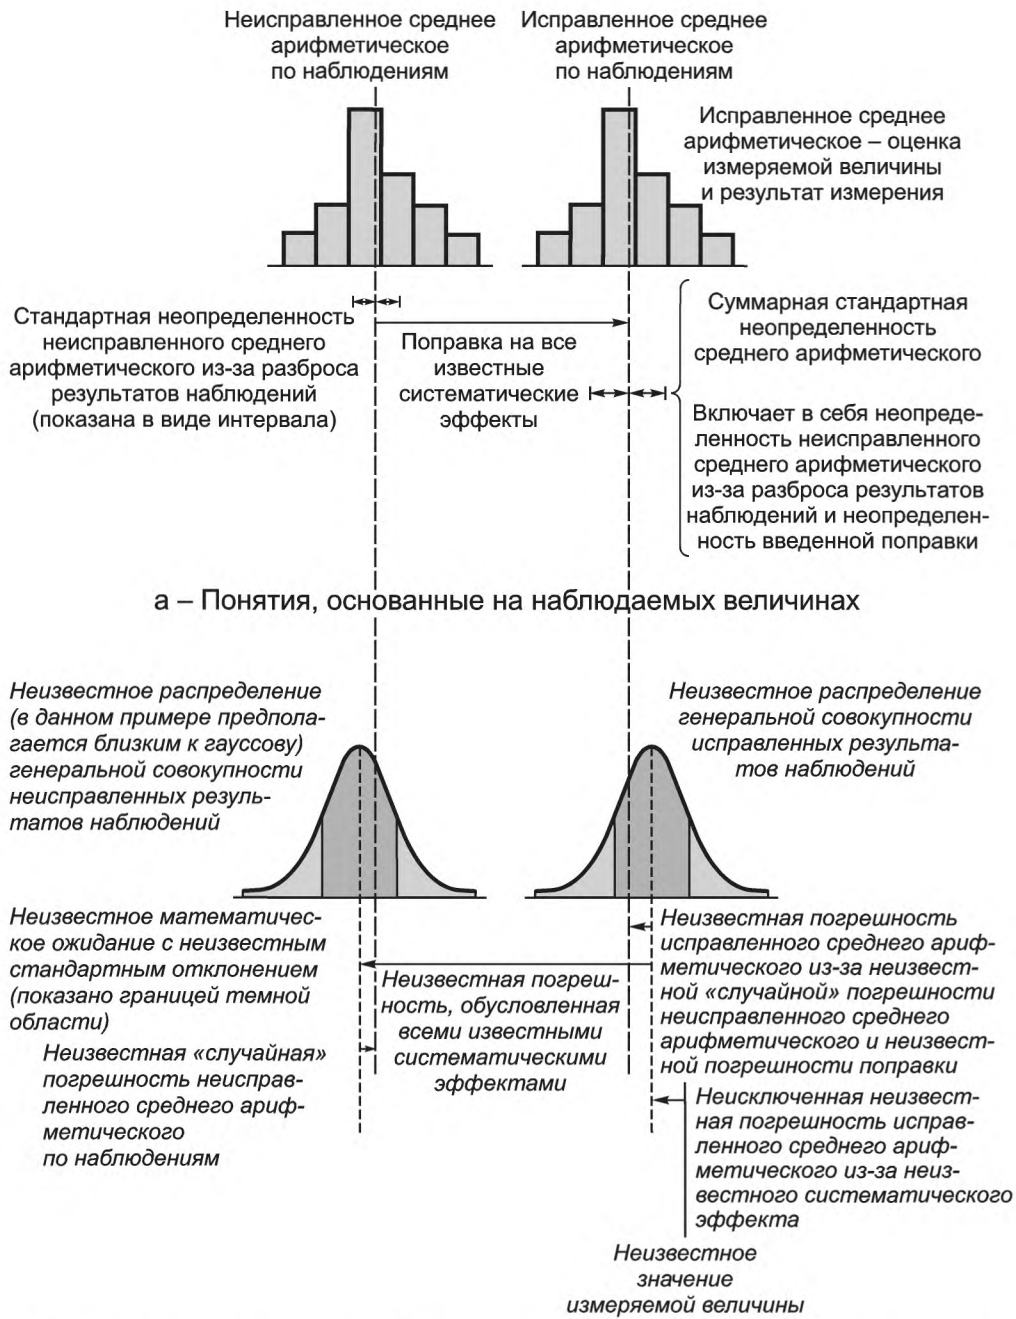 Неисправленное среднее
арифметическое
по наблюдениям
Исправленное среднее
арифметическое
по наблюдениям
Исправленное среднее
арифметическое – оценка
измеряемой величины
и результат измерения
Стандартная неопределенность
неисправленного среднего
арифметического из-за разброса
результатов наблюдений
(показана в виде интервала)
Поправка на все
известные
систематические
эффекты
Суммарная стандартная
неопределенность
среднего арифметического
Включает в себя неопреде-
ленность неисправленного
среднего арифметического
из-за разброса результатов
наблюдений и неопределен-
ность введенной поправки
а – Понятия, основанные на наблюдаемых величинах
Неизвестное распределение
(в данном примере предпола-
гается близким к гауссову)
генеральной совокупности
неисправленных резуль-
татов наблюдений
Неизвестное распределение
генеральной совокупности
исправленных результа-
тов наблюдений
Неизвестное математичес-
кое ожидание с неизвестным
стандартным отклонением
(показано границей темной
области)
Неизвестная «случайная»
погрешность неисправ-
ленного среднего ариф-
метического
по наблюдениям
Неизвестная погреш-
ность, обусловленная
всеми известными
систематическими
эффектами
Неизвестная погрешность
исправленного среднего ариф-
метического из-за неизвест-
ной «случайной» погрешности
неисправленного среднего
арифметического и неизвест-
ной погрешности поправки
Неисключенная неизвест-
ная погрешность исправ-
ленного среднего ариф-
метического из-за неиз-
вестного систематического
эффекта
Неизвестное
значение
измеряемой величины